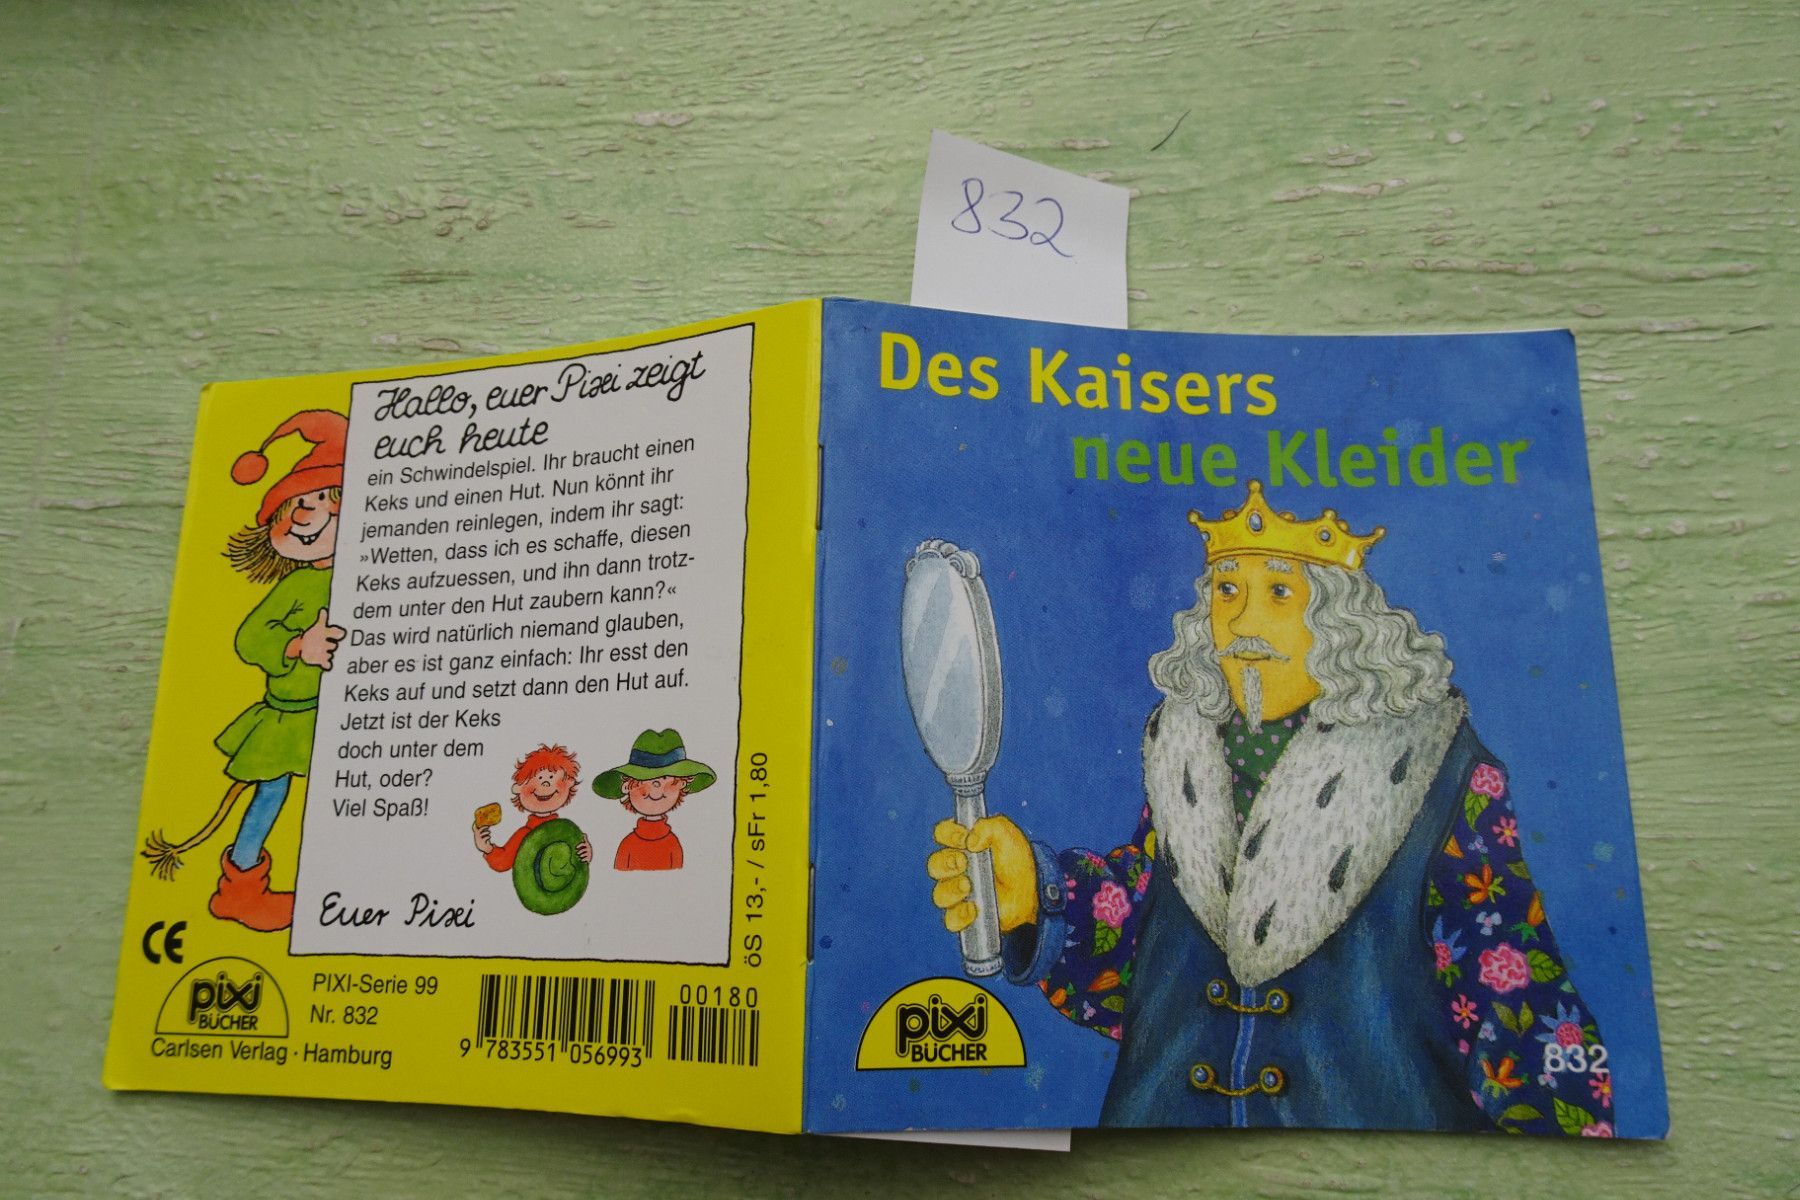 832
Hallo, euer Pixi zeigt
euch heute
ein Schwindelspiel. Ihr braucht einen
Keks und einen Hut. Nun könnt ihr
jemanden reinlegen, indem ihr sagt:
»Wetten, dass ich es schaffe, diesen
Keks aufzuessen, und ihn dann trotz-
dem unter den Hut zaubern kann?«
Das wird natürlich niemand glauben,
aber es ist ganz einfach: Ihr esst den
Keks auf und setzt dann den Hut auf.
Jetzt ist der Keks
doch unter dem
Hut, oder?
Viel Spaß!
Euer Pixi
öS 13,- / sFr 1,80
CE
pixi
BÜCHER
PIXI-Serie 99
Nr. 832
Carlsen Verlag · Hamburg
9 783551 056993
00180
Des Kaisers
neue Kleider
pixi
BÜCHER
832